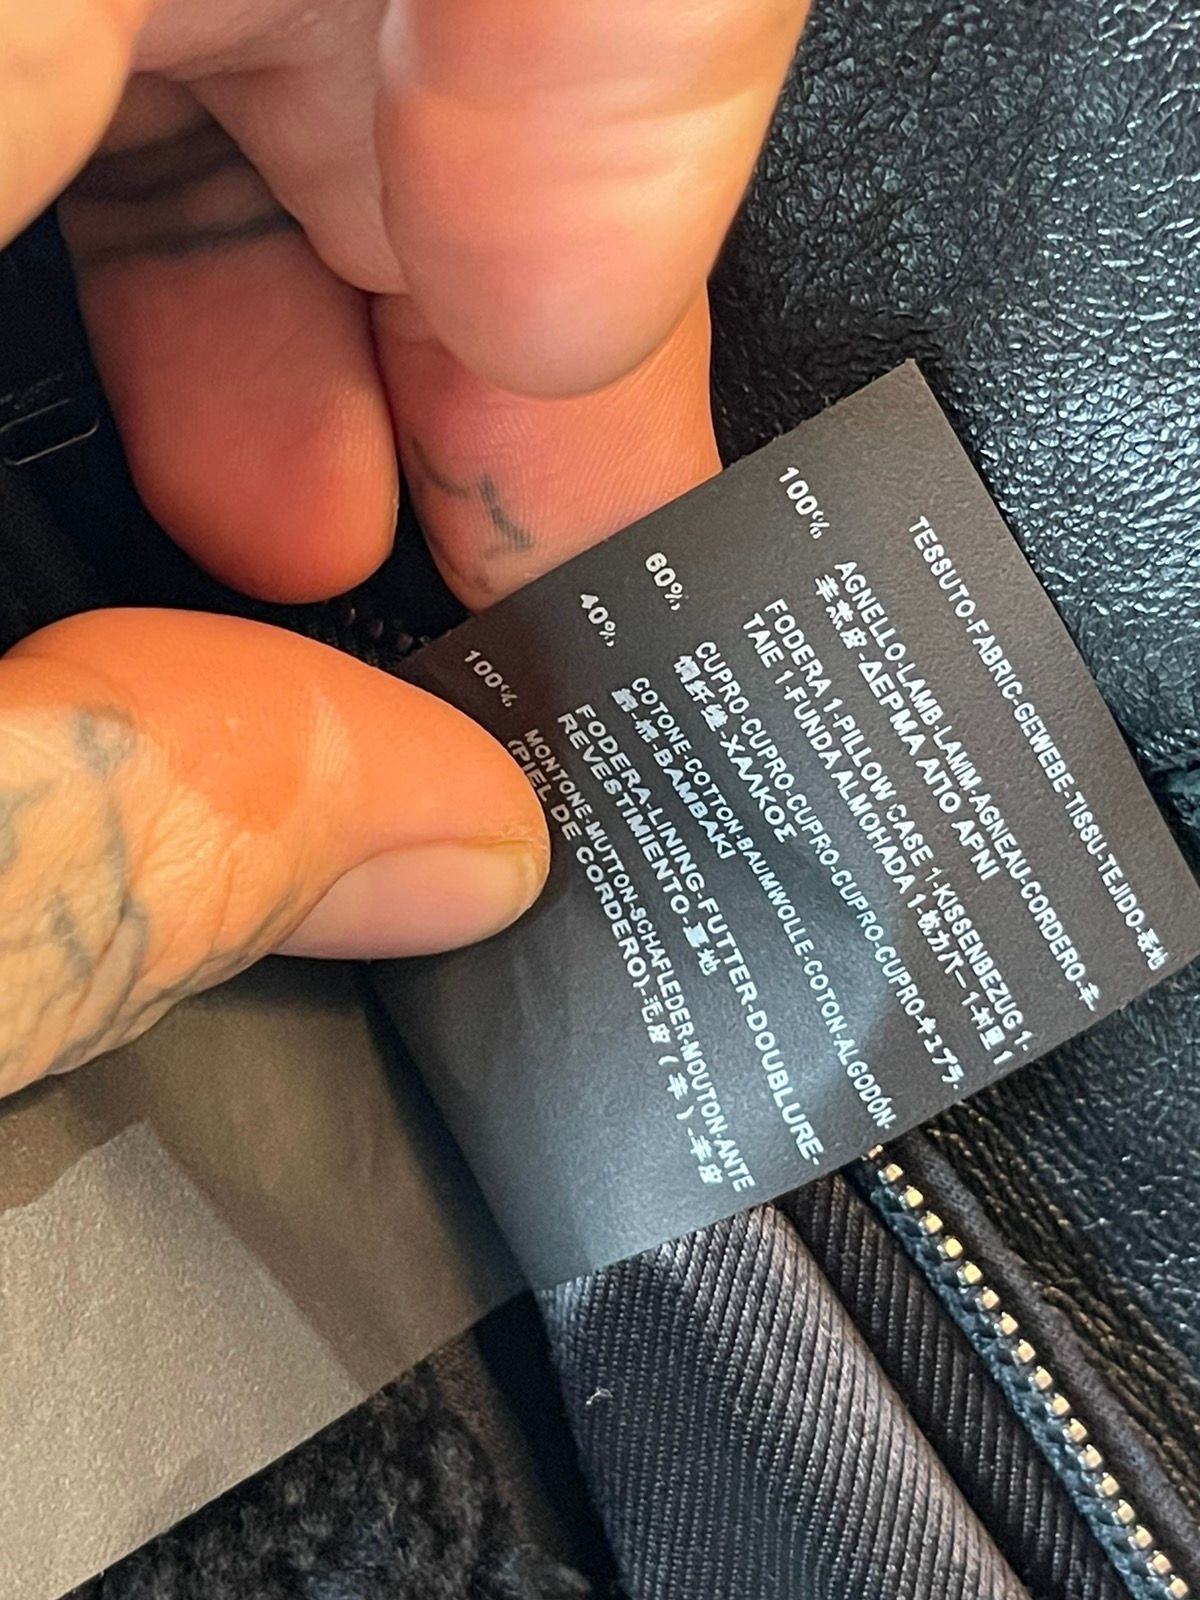 TESSUTO-FABRIC-GEWEBE-TISSU-TEJIDO-表地
100% AGNELLO-LAMB-LAMM-AGNEAU-CORDERO-羊
羊热皮-ΔΕΡΜΑ ΑΠΟ ΑΡΝΙ
FODERA 1-PILLOW CASE 1-KISSENBEZUG 1-
TAIE 1-FUNDA ALMOHADA 1-枕カバー1-衬里1
60% CUPRO-CUPRO-CUPRO-CUPRO-CUPRO-キュプラ-
铜纤维-ΧΑΛΚΟΣ
40% COTONE-COTTON-BAUMWOLLE-COTON-ALGODÓN-
綿-棉-ΒΑΜΒΑΚΙ
FODERA-LINING-FUTTER-DOUBLURE-
REVESTIMIENTO-裏地
100% MONTONE-MUTTON-SCHAFLEDER-MOUTON-ANTE
(PIEL DE CORDERO)-毛皮(羊)-羊皮